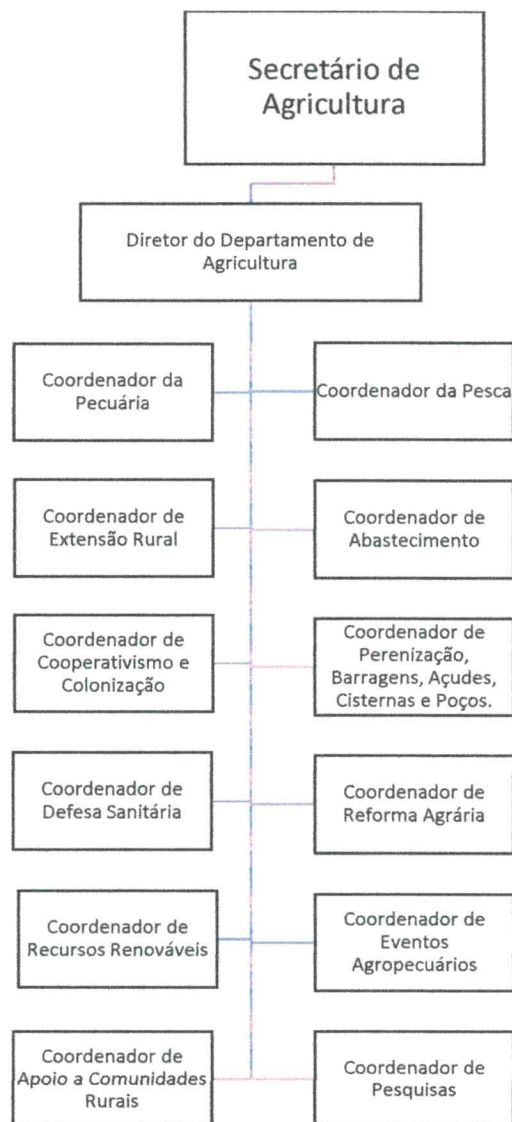 Secretário de
Agricultura
Diretor do Departamento de
Agricultura
Coordenador da
Pecuária
Coordenador da Pesca
Coordenador de
Extensão Rural
Coordenador de
Abastecimento
Coordenador de
Cooperativismo e
Colonização
Coordenador de
Perenização,
Barragens, Açudes,
Cisternas e Poços.
Coordenador de
Defesa Sanitária
Coordenador de
Reforma Agrária
Coordenador de
Recursos Renováveis
Coordenador de
Eventos
Agropecuários
Coordenador de
Apoio a Comunidades
Rurais
Coordenador de
Pesquisas